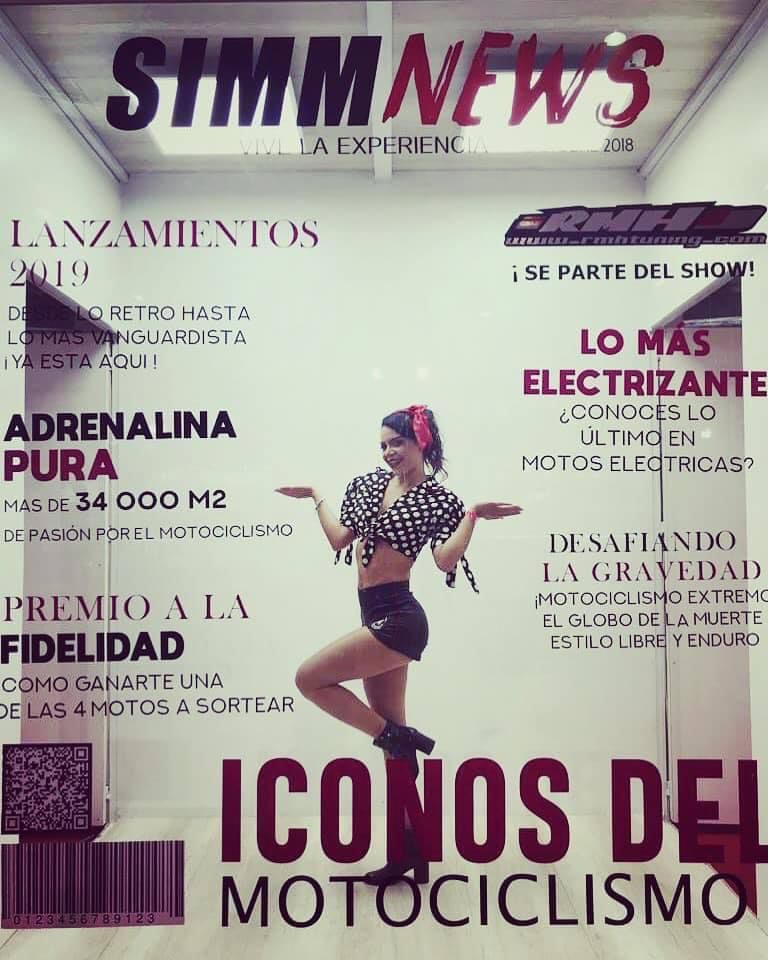 SIMMNEWS
VIVE LA EXPERIENCIA 2018
LANZAMIENTOS
2019
DESDE LO RETRO HASTA
LO MAS VANGUARDISTA
¡YA ESTA AQUI !
ADRENALINA
PURA
MAS DE 34 000 M2
DE PASIÓN POR EL MOTOCICLISMO
PREMIO A LA
FIDELIDAD
COMO GANARTE UNA
DE LAS 4 MOTOS A SORTEAR
RMH
www.rmhtuning.com
¡ SE PARTE DEL SHOW!
LO MÁS
ELECTRIZANTE
¿CONOCES LO
ÚLTIMO EN
MOTOS ELECTRICAS?
DESAFIANDO
LA GRAVEDAD
¡MOTOCICLISMO EXTREMO
EL GLOBO DE LA MUERTE
ESTILO LIBRE Y ENDURO
0123456789123
ICONOS DEL
MOTOCICLISMO